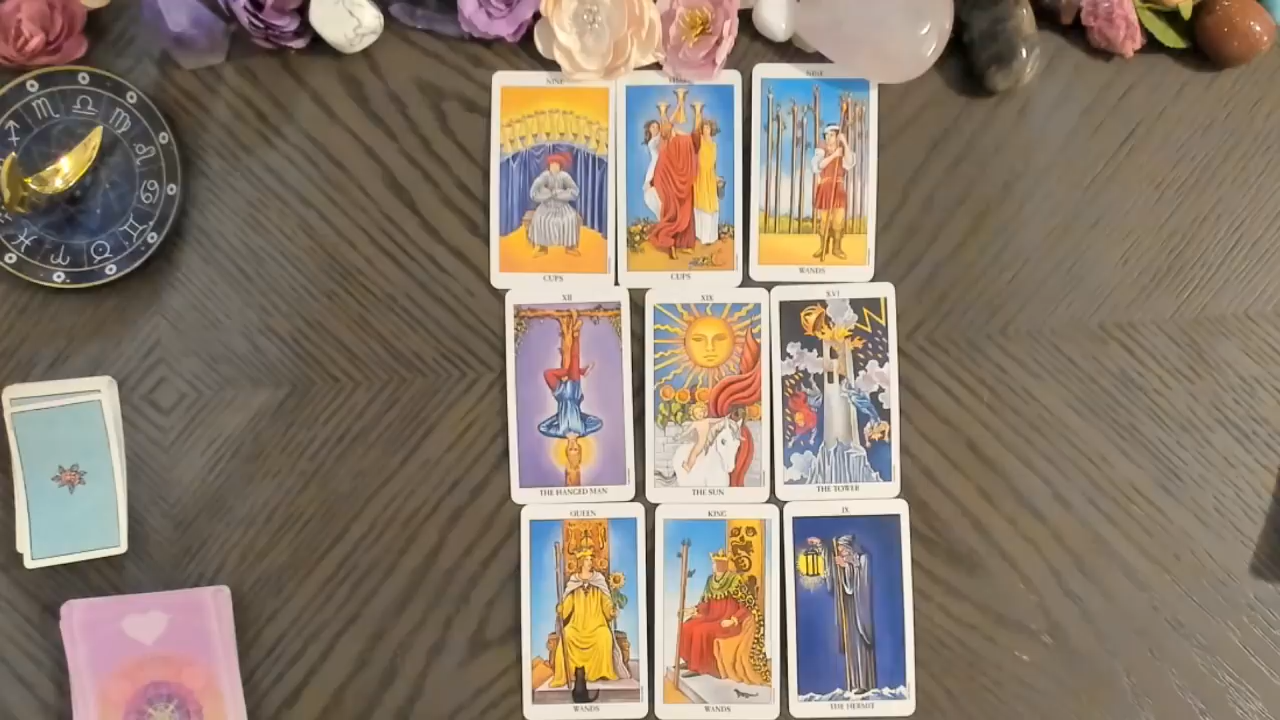 NINE
CUPS
CUPS
NINE
WANDS
XII
THE HANGED MAN
XIX
THE SUN
XVI
THE TOWER
QUEEN
WANDS
KING
WANDS
IX
THE HERMIT